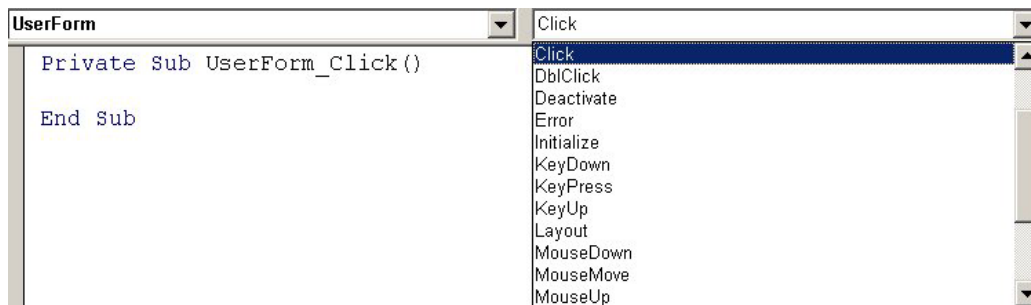 UserForm
Click
Private Sub UserForm_Click()
End Sub
Click
DblClick
Deactivate
Error
Initialize
KeyDown
KeyPress
KeyUp
Layout
MouseDown
MouseMove
MouseUp